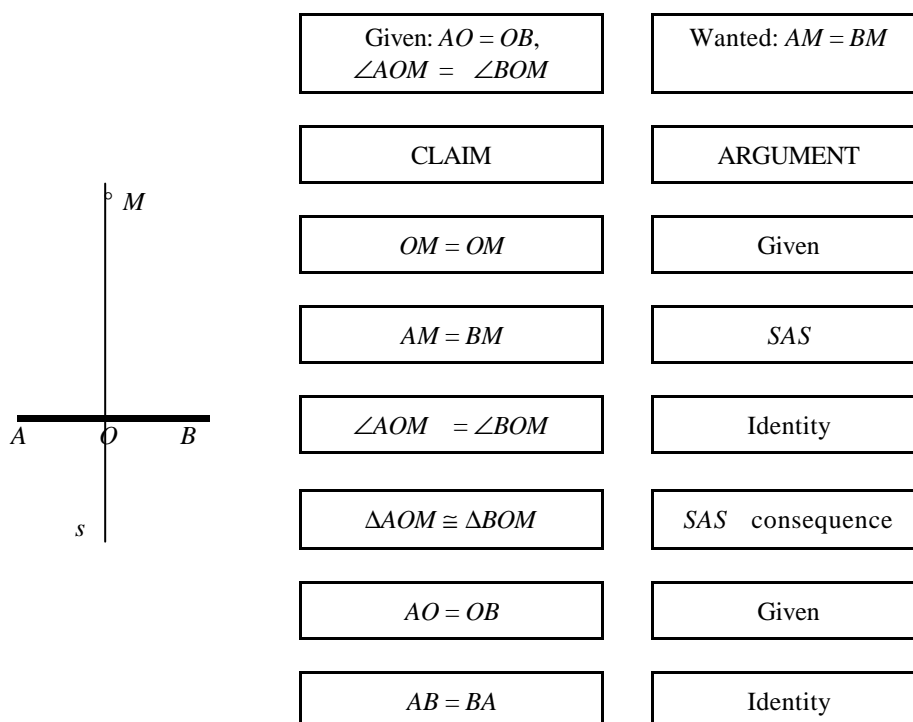 Given: AO = OB,
∠AOM = ∠BOM
Wanted: AM = BM
CLAIM
ARGUMENT
M
OM = OM
Given
AM = BM
SAS
A
O
B
∠AOM = ∠BOM
Identity
s
ΔAOM ≅ ΔBOM
SAS consequence
AO = OB
Given
AB = BA
Identity